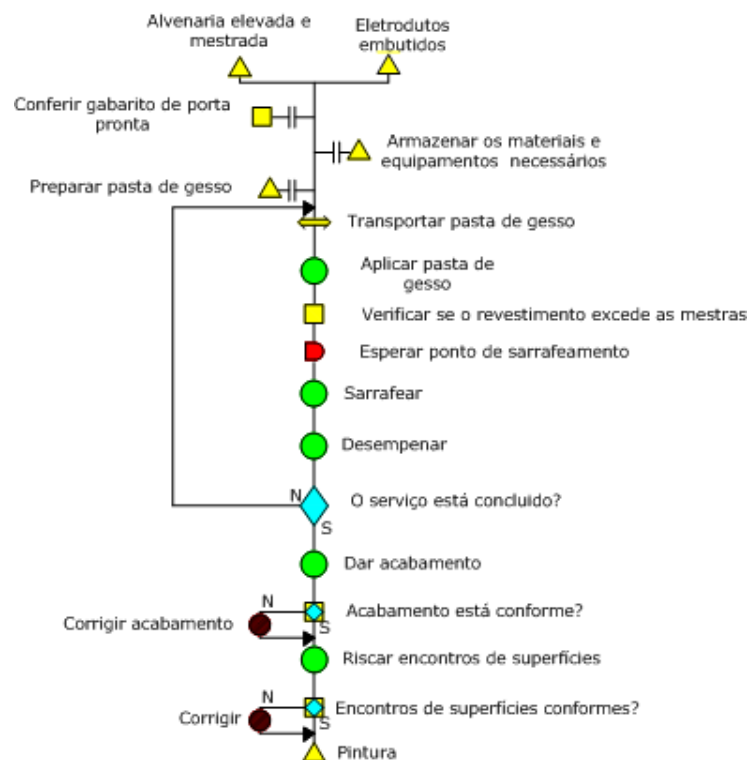 Alvenaria elevada e
mestrada
Eletrodutos
embutidos
Conferir gabarito de porta
pronta
Armazenar os materiais e
equipamentos necessários
Preparar pasta de gesso
Transportar pasta de gesso
Aplicar pasta de
gesso
Verificar se o revestimento excede as mestras
Esperar ponto de sarrafeamento
Sarrafear
Desempenar
N
O serviço está concluido?
S
Dar acabamento
N
Acabamento está conforme?
S
Corrigir acabamento
Riscar encontros de superfícies
N
Encontros de superfícies conformes?
S
Corrigir
Pintura